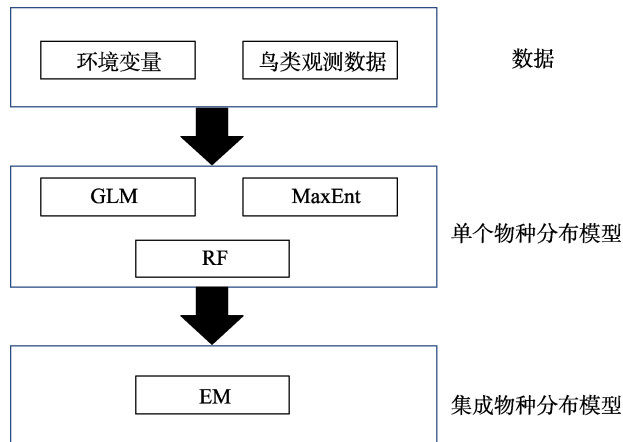 环境变量
鸟类观测数据
数据
GLM
MaxEnt
RF
单个物种分布模型
EM
集成物种分布模型